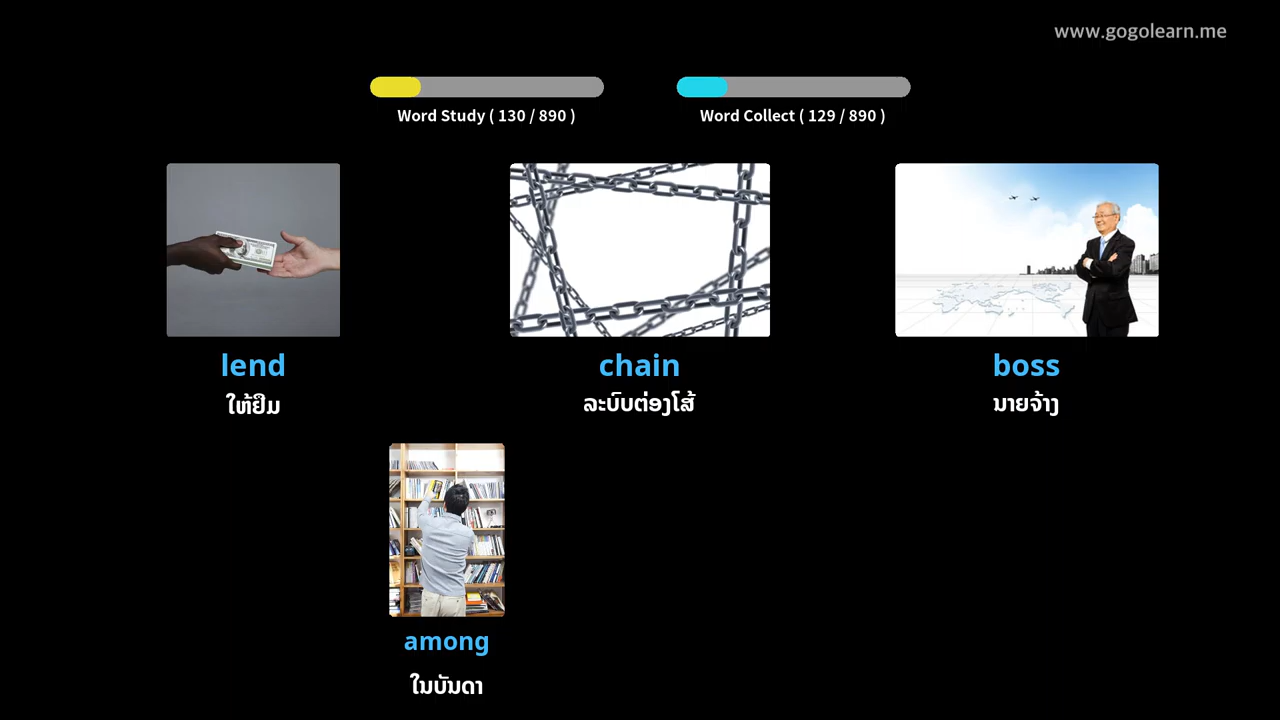 www.gogolearn.me
Word Study ( 130 / 890 )
Word Collect ( 129 / 890 )
lend
ໃຫ້ຢືມ
chain
ລະບົບຕ່ອງໂສ້
boss
ນາຍຈ້າງ
among
ໃນບັນດາ